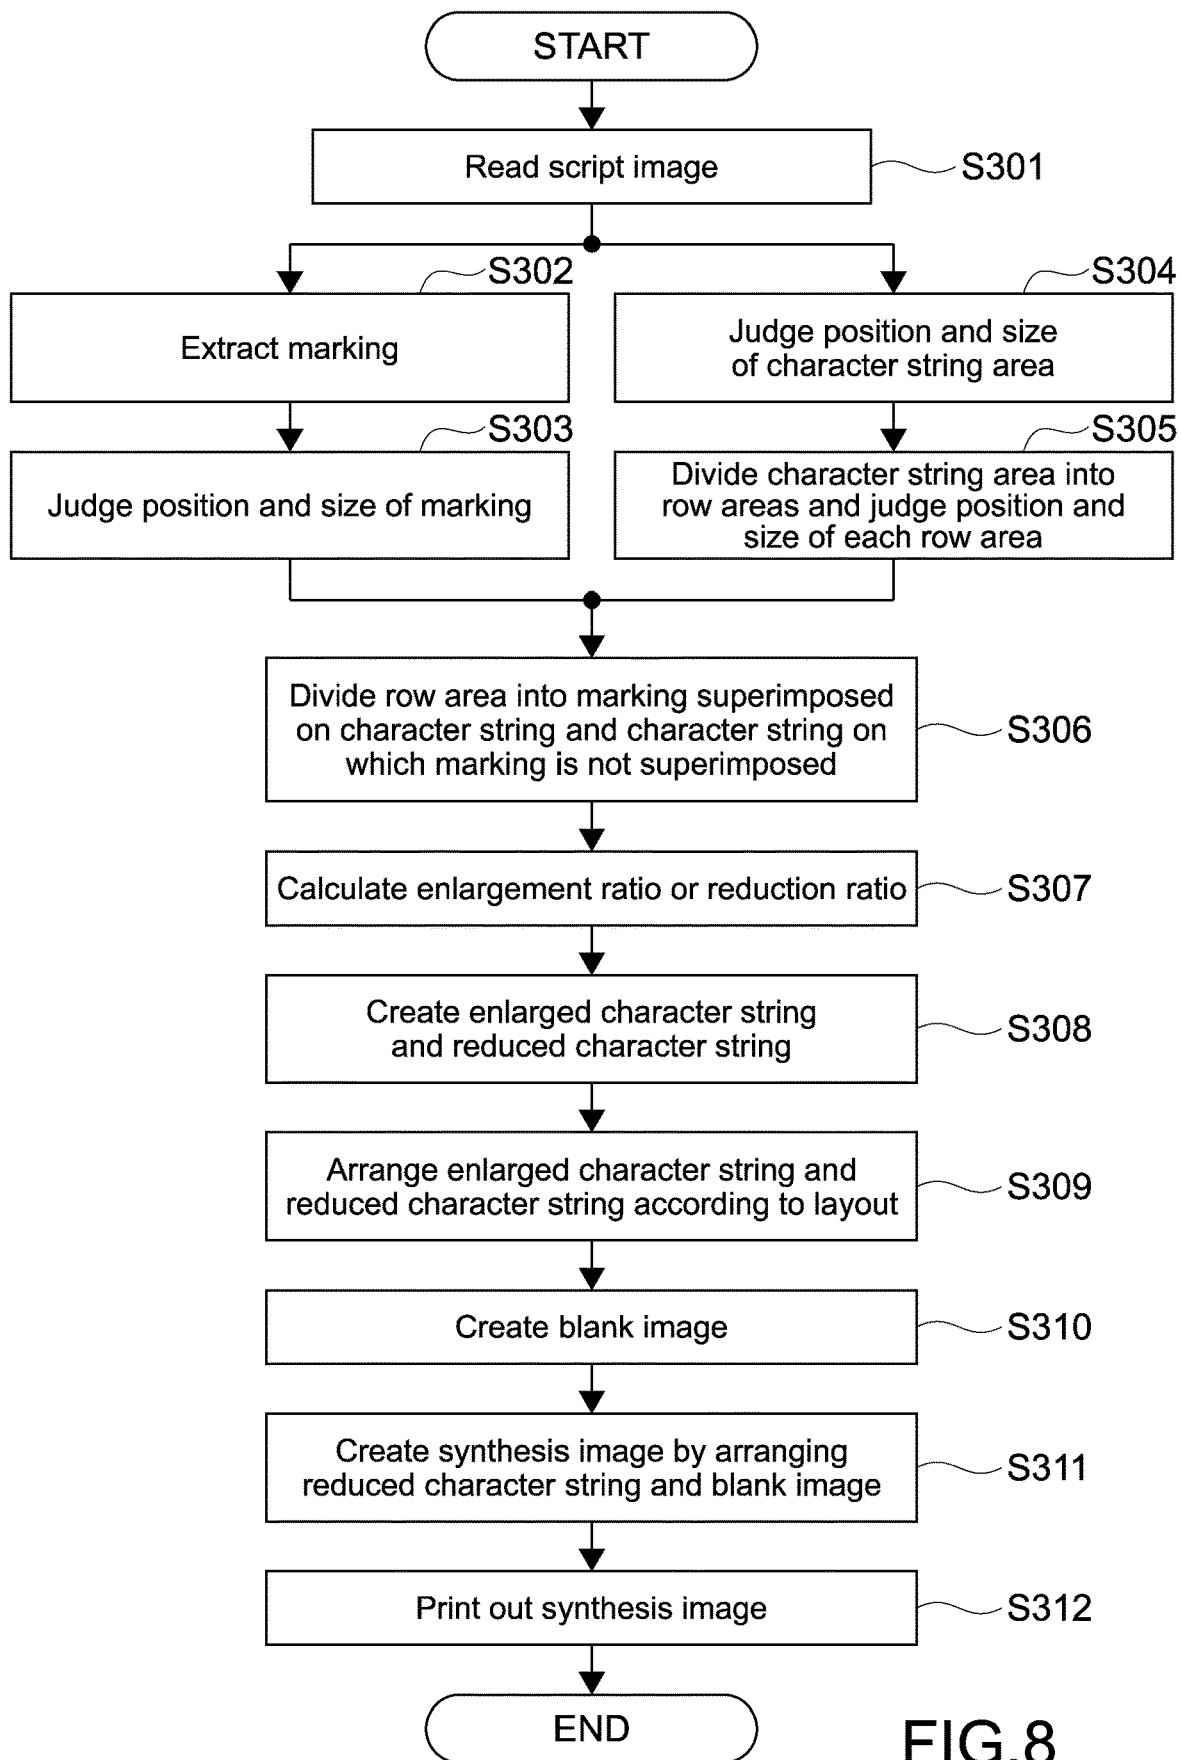 START
Read script image
S301
S302
Extract marking
S303
Judge position and size of marking
S304
Judge position and size
of character string area
S305
Divide character string area into
row areas and judge position and
size of each row area
Divide row area into marking superimposed
on character string and character string on
which marking is not superimposed
S306
Calculate enlargement ratio or reduction ratio
S307
Create enlarged character string
and reduced character string
S308
Arrange enlarged character string and
reduced character string according to layout
S309
Create blank image
S310
Create synthesis image by arranging
reduced character string and blank image
S311
Print out synthesis image
S312
END
FIG.8